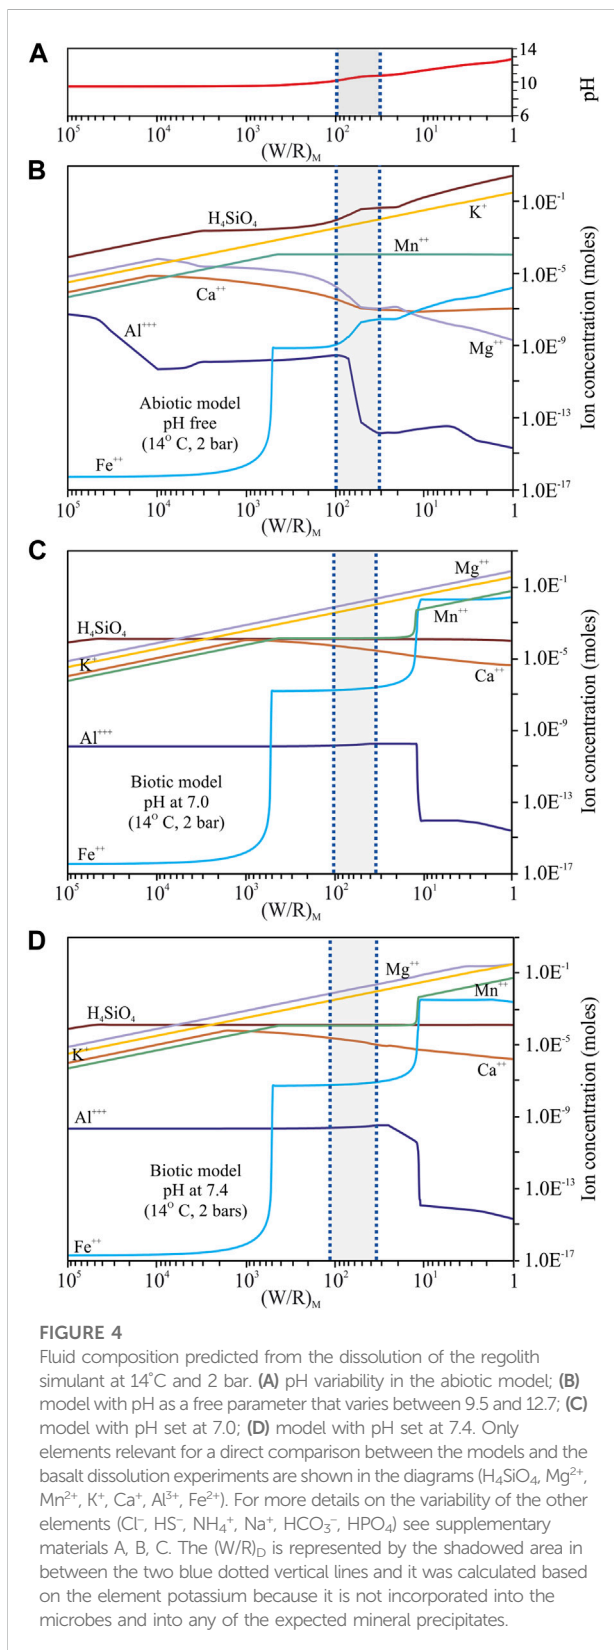 A
14
10
6
pH
10⁵ 10⁴ 10³ 10² 10¹ 1
(W/R)M
B
H₄SiO₄
K⁺
1.0E⁻¹
Mn⁺⁺
1.0E⁻⁵
Ca⁺⁺
Al⁺⁺⁺
Mg⁺⁺
1.0E⁻⁹
Abiotic model
pH free
(14° C, 2 bar)
1.0E⁻¹³
Fe⁺⁺
1.0E⁻¹⁷
Ion concentration (moles)
10⁵ 10⁴ 10³ 10² 10¹ 1
(W/R)M
C
Mg⁺⁺
1.0E⁻¹
Mn⁺⁺
H₄SiO₄
K⁺
1.0E⁻⁵
Ca⁺⁺
Al⁺⁺⁺
1.0E⁻⁹
Biotic model
pH at 7.0
(14° C, 2 bar)
1.0E⁻¹³
Fe⁺⁺
1.0E⁻¹⁷
Ion concentration (moles)
10⁵ 10⁴ 10³ 10² 10¹ 1
(W/R)M
D
Mg⁺⁺
1.0E⁻¹
Mn⁺⁺
H₄SiO₄
K⁺
1.0E⁻⁵
Ca⁺⁺
Al⁺⁺⁺
1.0E⁻⁹
Biotic model
pH at 7.4
(14° C, 2 bars)
1.0E⁻¹³
Fe⁺⁺
1.0E⁻¹⁷
Ion concentration (moles)
10⁵ 10⁴ 10³ 10² 10¹ 1
(W/R)M
FIGURE 4
Fluid composition predicted from the dissolution of the regolith
simulant at 14°C and 2 bar. (A) pH variability in the abiotic model; (B)
model with pH as a free parameter that varies between 9.5 and 12.7; (C)
model with pH set at 7.0; (D) model with pH set at 7.4. Only
elements relevant for a direct comparison between the models and the
basalt dissolution experiments are shown in the diagrams (H₄SiO₄, Mg²⁺,
Mn²⁺, K⁺, Ca⁺, Al³⁺, Fe²⁺). For more details on the variability of the other
elements (Cl⁻, HS⁻, NH₄⁺, Na⁺, HCO₃⁻, HPO₄) see supplementary
materials A, B, C. The (W/R)D is represented by the shadowed area in
between the two blue dotted vertical lines and it was calculated based
on the element potassium because it is not incorporated into the
microbes and into any of the expected mineral precipitates.